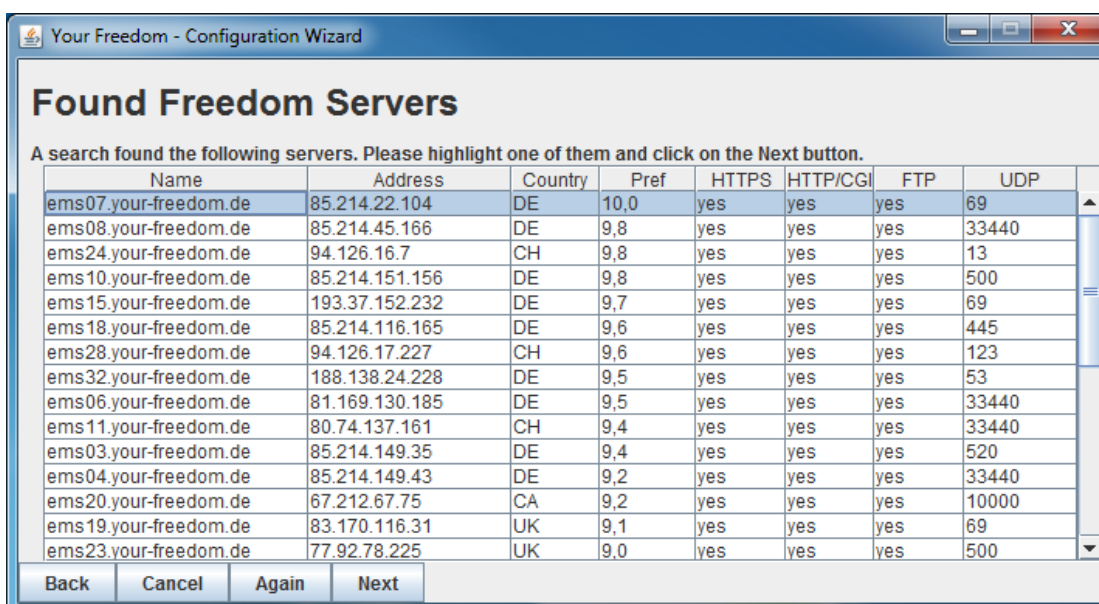 Your Freedom - Configuration Wizard
Found Freedom Servers
A search found the following servers. Please highlight one of them and click on the Next button.
Name Address Country Pref HTTPS HTTP/CGI FTP UDP
ems07.your-freedom.de 85.214.22.104 DE 10,0 yes yes yes 69
ems08.your-freedom.de 85.214.45.166 DE 9,8 yes yes yes 33440
ems24.your-freedom.de 94.126.16.7 CH 9,8 yes yes yes 13
ems10.your-freedom.de 85.214.151.156 DE 9,8 yes yes yes 500
ems15.your-freedom.de 193.37.152.232 DE 9,7 yes yes yes 69
ems18.your-freedom.de 85.214.116.165 DE 9,6 yes yes yes 445
ems28.your-freedom.de 94.126.17.227 CH 9,6 yes yes yes 123
ems32.your-freedom.de 188.138.24.228 DE 9,5 yes yes yes 53
ems06.your-freedom.de 81.169.130.185 DE 9,5 yes yes yes 33440
ems11.your-freedom.de 80.74.137.161 CH 9,4 yes yes yes 33440
ems03.your-freedom.de 85.214.149.35 DE 9,4 yes yes yes 520
ems04.your-freedom.de 85.214.149.43 DE 9,2 yes yes yes 33440
ems20.your-freedom.de 67.212.67.75 CA 9,2 yes yes yes 10000
ems19.your-freedom.de 83.170.116.31 UK 9,1 yes yes yes 69
ems23.your-freedom.de 77.92.78.225 UK 9,0 yes yes yes 500
Back Cancel Again Next